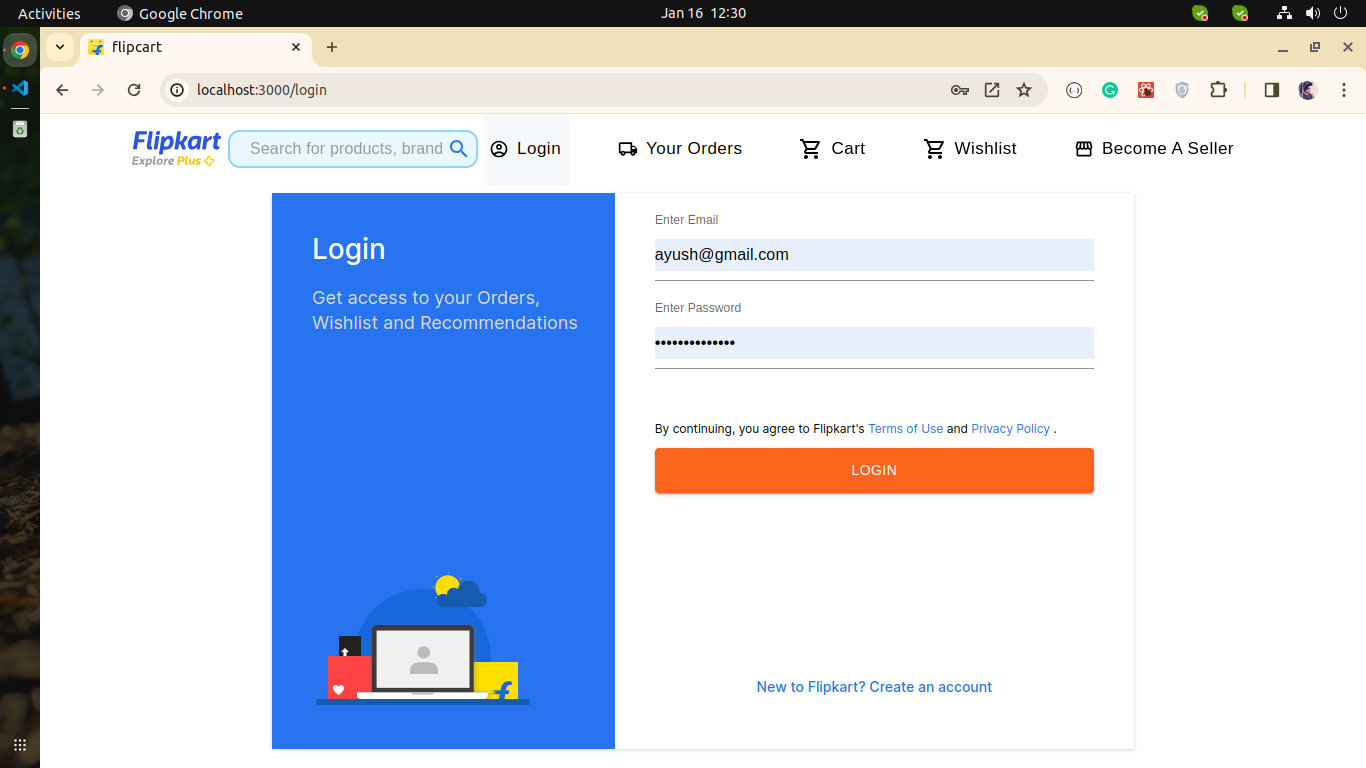 Activities
Google Chrome
Jan 16 12:30
flipcart
localhost:3000/login
Flipkart
Explore Plus
Search for products, brand
Login
Your Orders
Cart
Wishlist
Become A Seller
Login
Get access to your Orders,
Wishlist and Recommendations
Enter Email
ayush@gmail.com
Enter Password
••••••••••••••
By continuing, you agree to Flipkart's Terms of Use and Privacy Policy .
LOGIN
New to Flipkart? Create an account